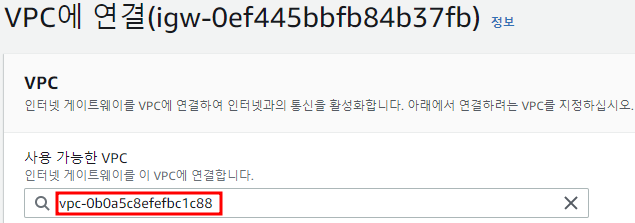 VPC에 연결(igw-0ef445bbfb84b37fb) 정보
VPC
인터넷 게이트웨이를 VPC에 연결하여 인터넷과의 통신을 활성화합니다. 아래에서 연결하려는 VPC를 지정하십시오.
사용 가능한 VPC
인터넷 게이트웨이를 이 VPC에 연결합니다.
vpc-0b0a5c8efefbc1c88